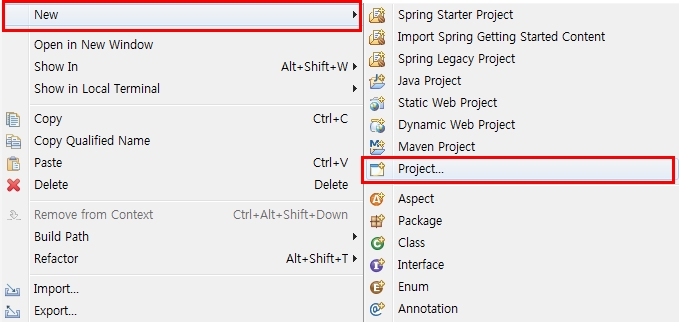 New
Open in New Window
Show In Alt+Shift+W
Show in Local Terminal
Copy Ctrl+C
Copy Qualified Name
Paste Ctrl+V
Delete Delete
Remove from Context Ctrl+Alt+Shift+Down
Build Path
Refactor Alt+Shift+T
Import...
Export...
Spring Starter Project
Import Spring Getting Started Content
Spring Legacy Project
Java Project
Static Web Project
Dynamic Web Project
Maven Project
Project...
Aspect
Package
Class
Interface
Enum
Annotation